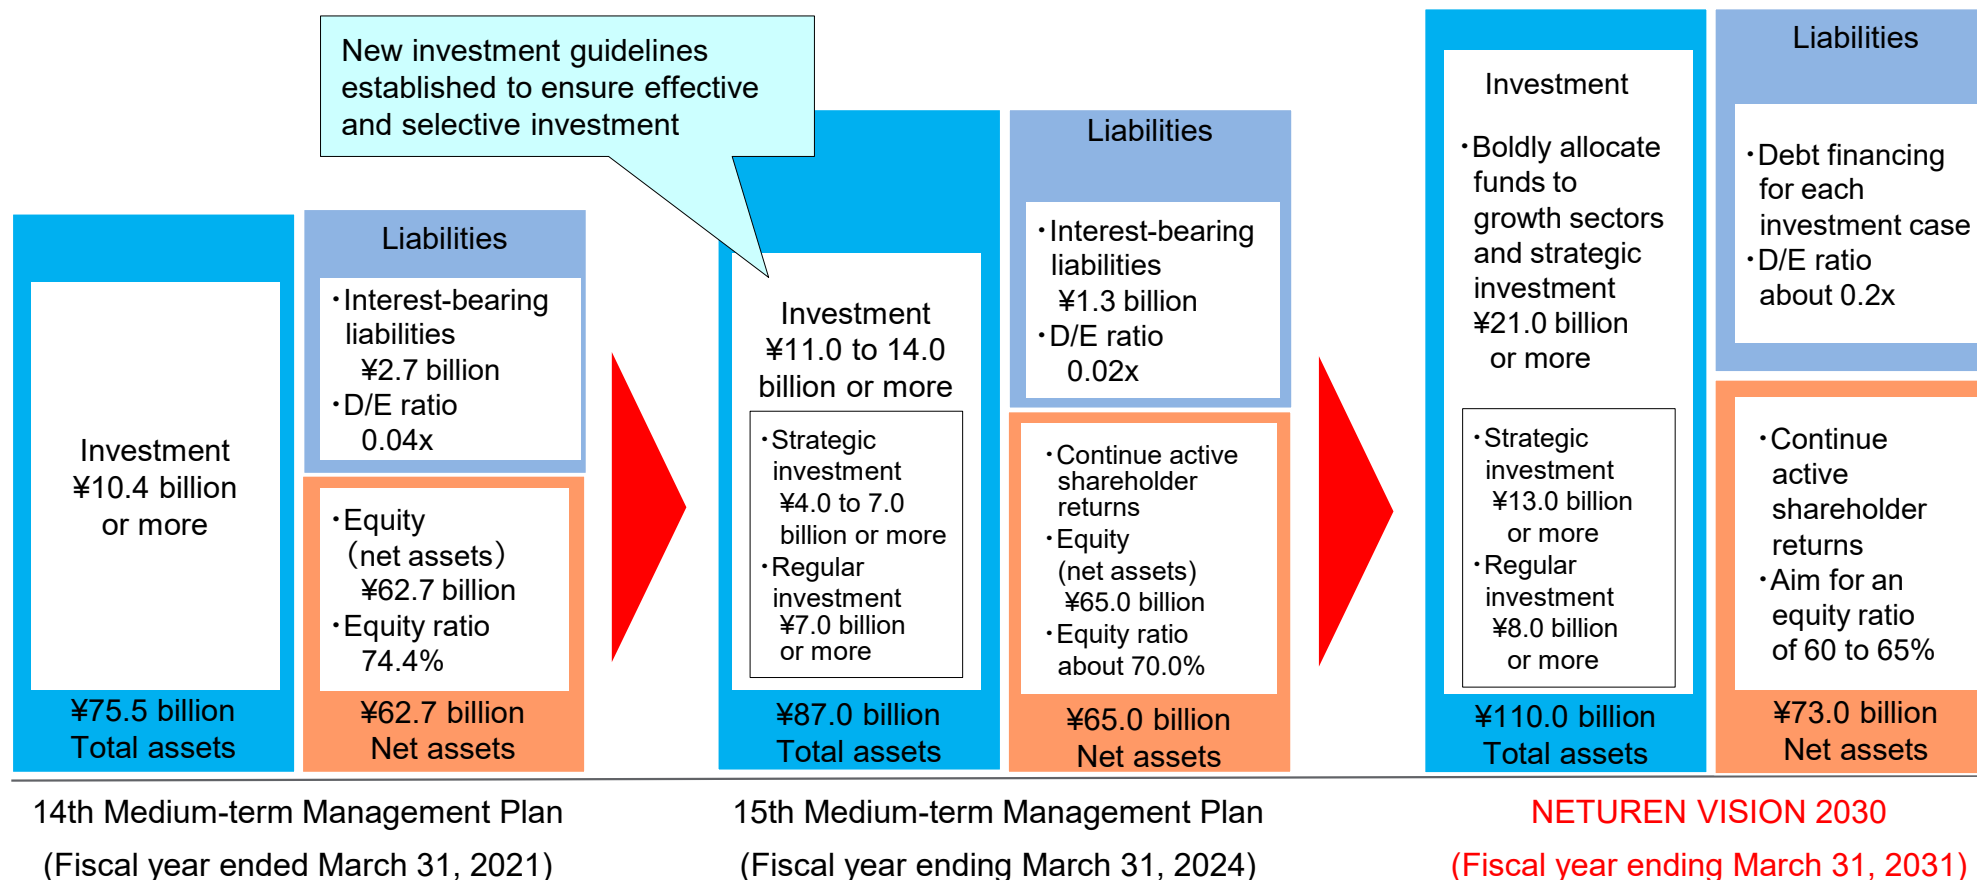 New investment guidelines
established to ensure effective
and selective investment
Liabilities
・Interest-bearing
liabilities
¥2.7 billion
・D/E ratio
0.04x
Investment
¥10.4 billion
or more
・Equity
(net assets)
¥62.7 billion
・Equity ratio
74.4%
¥75.5 billion
Total assets
¥62.7 billion
Net assets
14th Medium-term Management Plan
(Fiscal year ended March 31, 2021)
Liabilities
・Interest-bearing
liabilities
¥1.3 billion
・D/E ratio
0.02x
Investment
¥11.0 to 14.0
billion or more
・Strategic
investment
¥4.0 to 7.0
billion or more
・Regular
investment
¥7.0 billion
or more
・Continue active
shareholder
returns
・Equity
(net assets)
¥65.0 billion
・Equity ratio
about 70.0%
¥87.0 billion
Total assets
¥65.0 billion
Net assets
15th Medium-term Management Plan
(Fiscal year ending March 31, 2024)
Investment
・Boldly allocate
funds to
growth sectors
and strategic
investment
¥21.0 billion
or more
・Strategic
investment
¥13.0 billion
or more
・Regular
investment
¥8.0 billion
or more
Liabilities
・Debt financing
for each
investment case
・D/E ratio
about 0.2x
・Continue
active
shareholder
returns
・Aim for an
equity ratio
of 60 to 65%
¥110.0 billion
Total assets
¥73.0 billion
Net assets
NETUREN VISION 2030
(Fiscal year ending March 31, 2031)